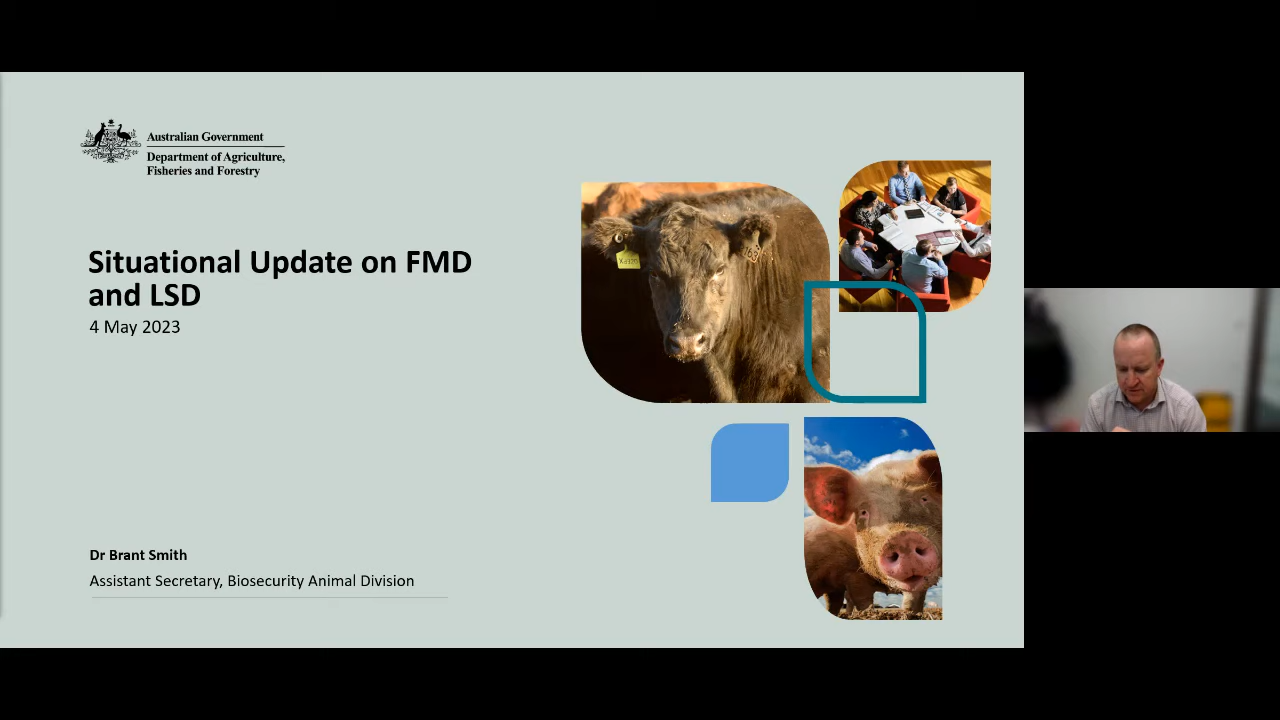 Australian Government
Department of Agriculture,
Fisheries and Forestry
Situational Update on FMD
and LSD
4 May 2023
Dr Brant Smith
Assistant Secretary, Biosecurity Animal Division